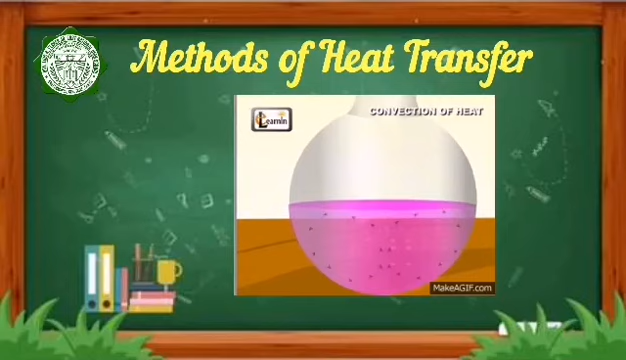 Methods of Heat Transfer
CONVECTION OF HEAT
Learnin
MakeAGIF.com